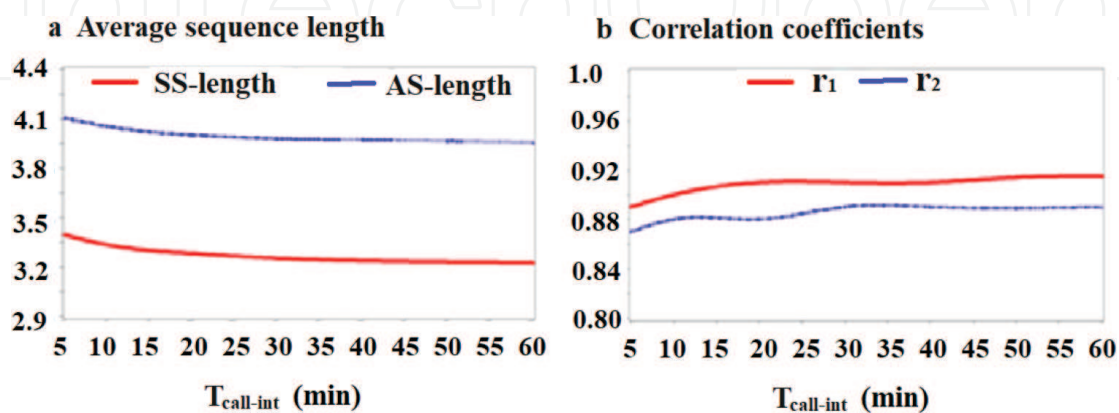 a Average sequence length
SS-length AS-length
4.4
4.1
3.8
3.5
3.2
2.9
5 10 15 20 25 30 35 40 45 50 55 60
Tcall-int (min)
b Correlation coefficients
r1 r2
1.0
0.96
0.92
0.88
0.84
0.80
5 10 15 20 25 30 35 40 45 50 55 60
Tcall-int (min)